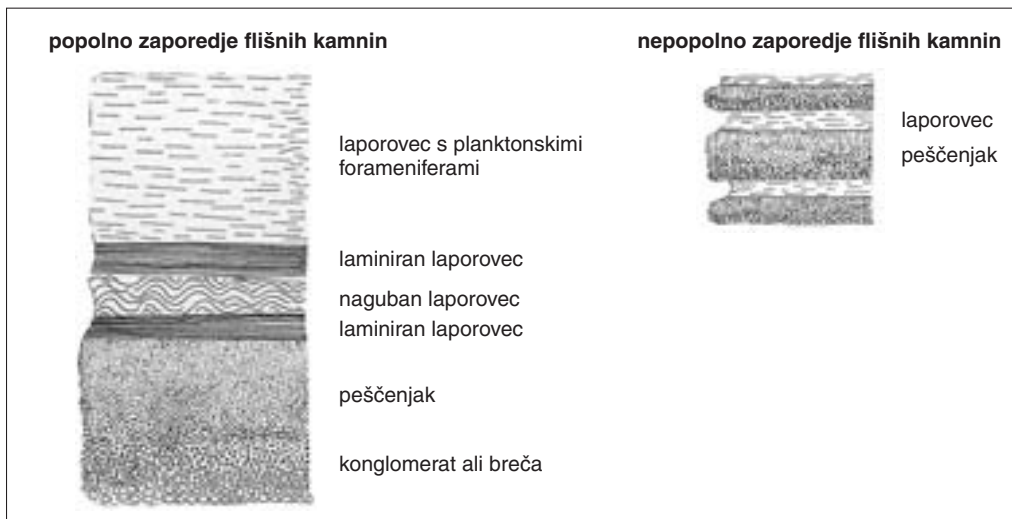 popolno zaporedje flišnih kamnin
laporovec s planktonskimi
forameniferami
laminiran laporovec
naguban laporovec
laminiran laporovec
peščenjak
konglomerat ali breča
nepopolno zaporedje flišnih kamnin
laporovec
peščenjak